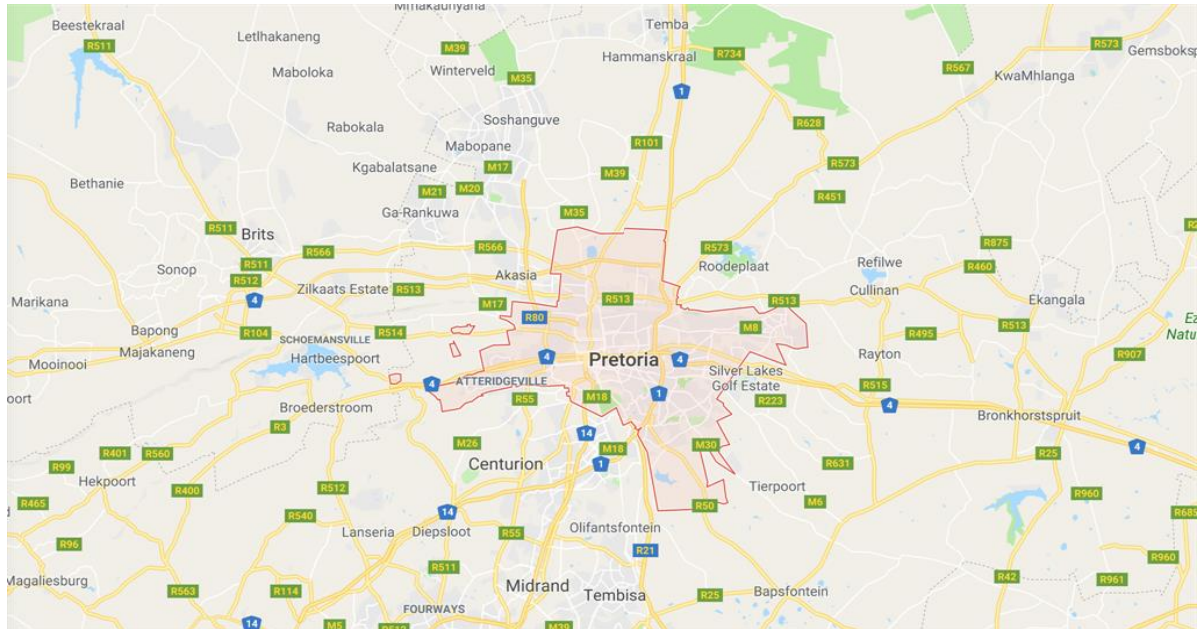 Mmakaunyana
Temba
Beestekraal
R511
Letlhakaneng
M39
Hammanskraal
R734
R573
Gemsboks
Maboloka
Winterveld
M35
R567
KwaMhlanga
1
Soshanguve
R628
Rabokala
Mabopane
R101
Kgabalatsane
M17
M39
R573
Bethanie
M21
M20
R451
Ga-Rankuwa
M35
R511
Brits
R566
R566
R573
R875
R511
Roodeplaat
Refilwe
R460
Sonop
R512
Akasia
Zilkaats Estate
R513
Cullinan
Marikana
4
M17
R513
R513
Ekangala
R80
M8
R513
Bapong
R104
R514
R495
Majakaneng
SCHOEMANSVILLE
Mooinooi
Hartbeespoort
4
Pretoria
4
Rayton
R907
4
ATTERIDGEVILLE
Silver Lakes
Golf Estate
R515
Broederstroom
R55
M18
1
R223
4
Bronkhorstspruit
R3
14
M26
M18
M30
4
R99
R401
R560
Centurion
1
R631
R25
Hekpoort
R400
R512
Tierpoort
R960
R465
R50
M6
R540
14
R685
Lanseria
Diepsloot
R55
Olifantsfontein
R96
R21
R511
R960
Magaliesburg
R563
R114
Midrand
Tembisa
R25
Bapsfontein
R42
R961
FOURWAYS
14
M5
M39